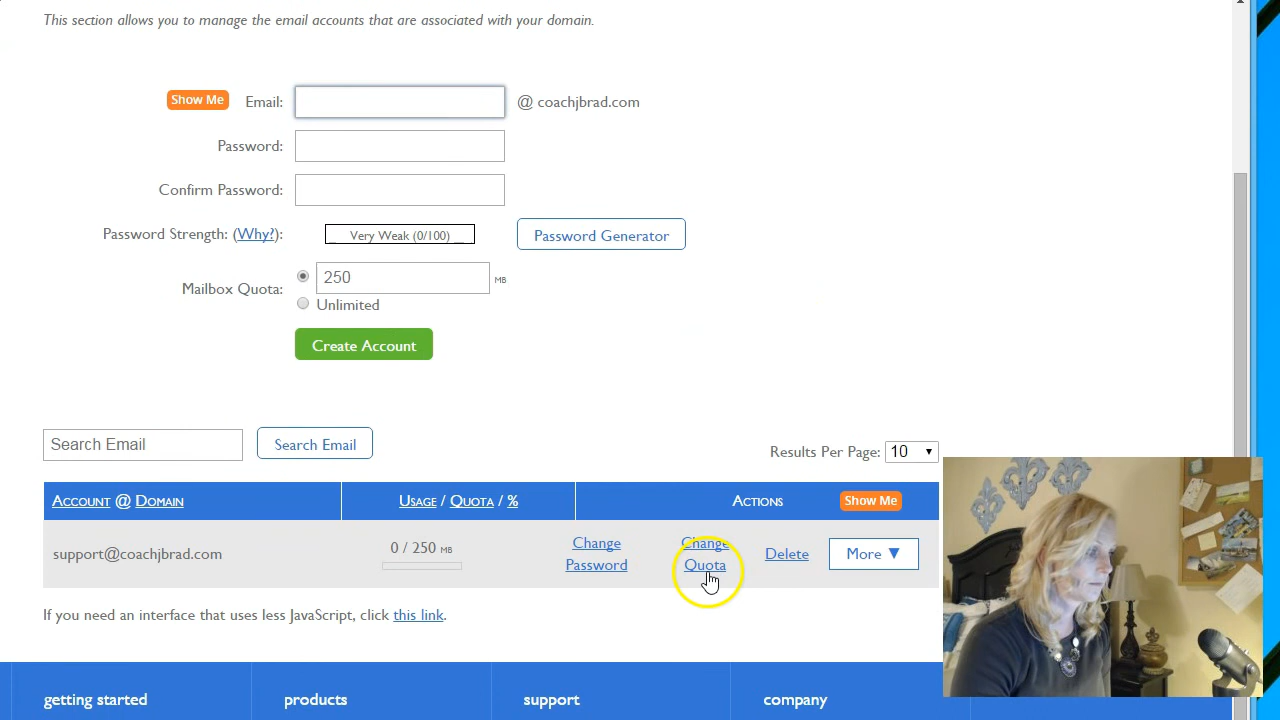 This section allows you to manage the email accounts that are associated with your domain.
Show Me Email: @ coachjbrad.com
Password:
Confirm Password:
Password Strength: (Why?): Very Weak (0/100) Password Generator
Mailbox Quota: 250 MB
Unlimited
Create Account
Search Email Search Email Results Per Page: 10 ▼
Account @ Domain Usage / Quota / % Actions Show Me
support@coachjbrad.com 0 / 250 MB Change Password Change Quota Delete More ▼
If you need an interface that uses less JavaScript, click this link.
getting started products support company